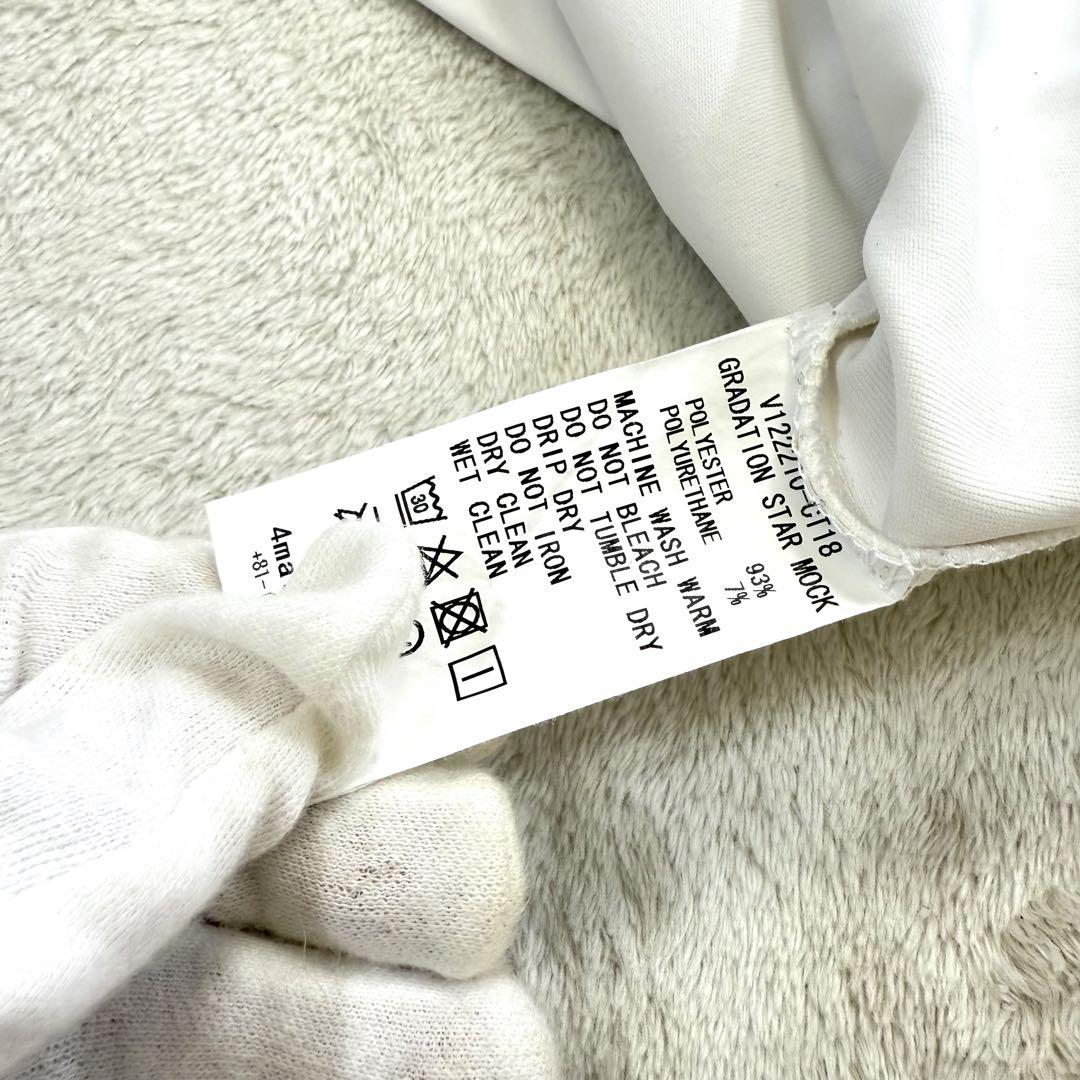 GRADATION STAR MOCK
POLYESTER 93%
POLYURETHANE 7%
MACHINE WASH WARM
DO NOT BLEACH
DO NOT TUMBLE DRY
DRIP DRY
DO NOT IRON
DRY CLEAN
WET CLEAN
30
+81-